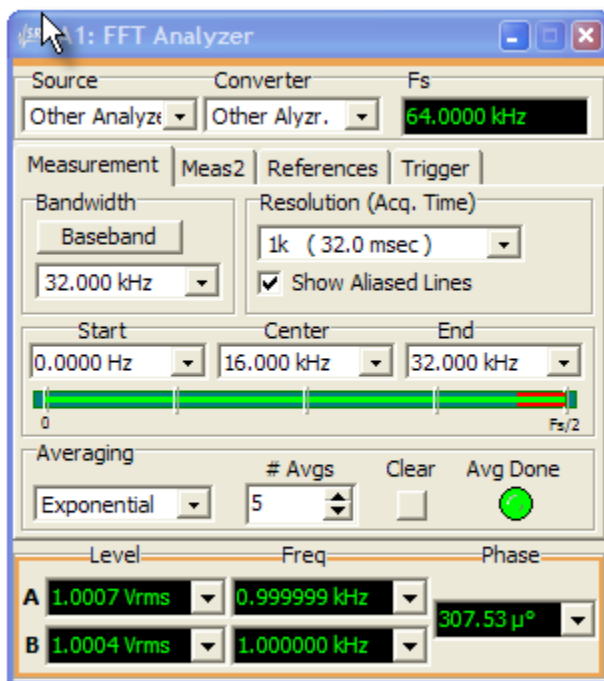 A1: FFT Analyzer
Source Converter Fs
Other Analyze Other Alyzr. 64.0000 kHz
Measurement Meas2 References Trigger
Bandwidth Resolution (Acq. Time)
Baseband
1k ( 32.0 msec )
32.000 kHz Show Aliased Lines
Start Center End
0.0000 Hz 16.000 kHz 32.000 kHz
0 Fs/2
Averaging
# Avgs Clear Avg Done
Exponential 5
Level Freq Phase
A 1.0007 Vrms 0.999999 kHz
307.53 µ°
B 1.0004 Vrms 1.000000 kHz